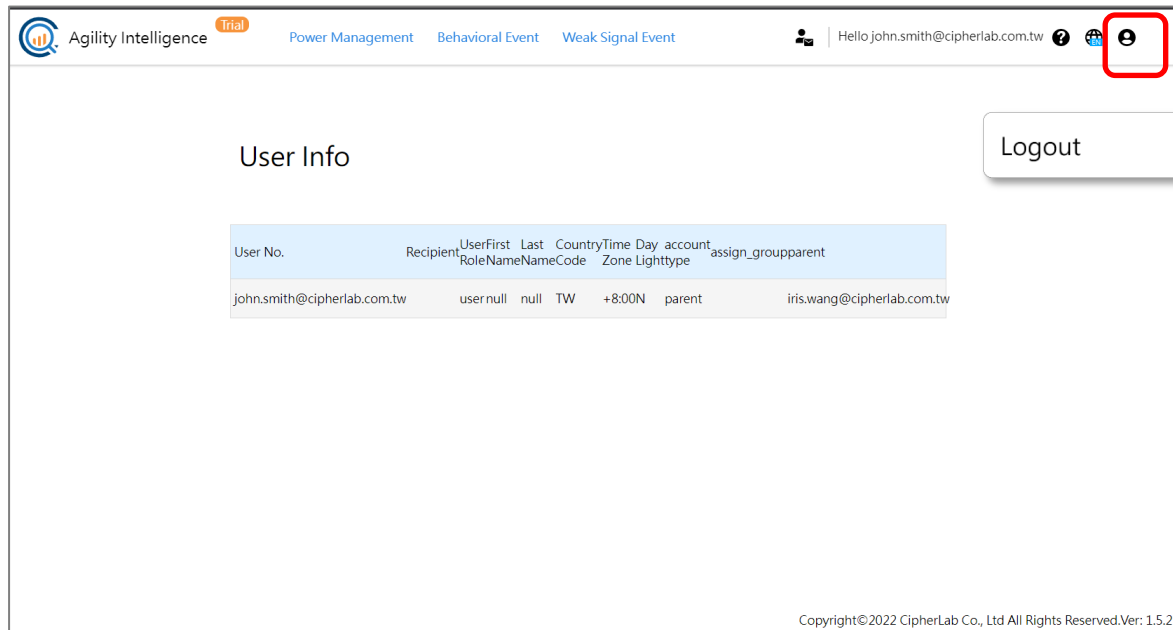 Agility Intelligence Trial Power Management Behavioral Event Weak Signal Event Hello john.smith@cipherlab.com.tw ? EN
Logout
User Info
User No. Recipient User Role First Name Last Name Country Code Time Zone Day Light account type assign_group parent
john.smith@cipherlab.com.tw user null null TW +8:00 N parent iris.wang@cipherlab.com.tw
Copyright©2022 CipherLab Co., Ltd All Rights Reserved.Ver: 1.5.2